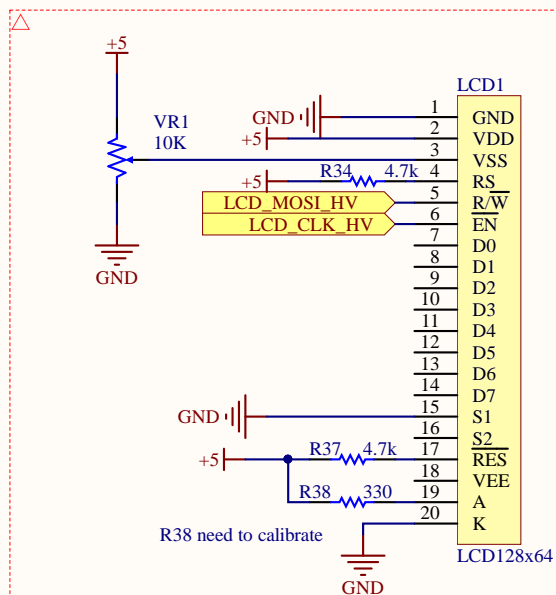 +5
VR1
10K
GND
LCD1
GND 1 GND
+5 2 VDD
3 VSS
+5 R34 4.7k 4 RS
LCD_MOSI_HV 5 R/W
LCD_CLK_HV 6 EN
7 D0
8 D1
9 D2
10 D3
11 D4
12 D5
13 D6
14 D7
GND 15 S1
16 S2
+5 R37 4.7k 17 RES
18 VEE
R38 330 19 A
20 K
R38 need to calibrate
GND
LCD128x64